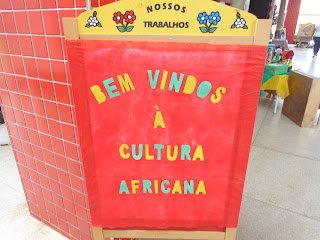 NOSSOS
TRABALHOS
BEM VINDOS
À
CULTURA
AFRICANA